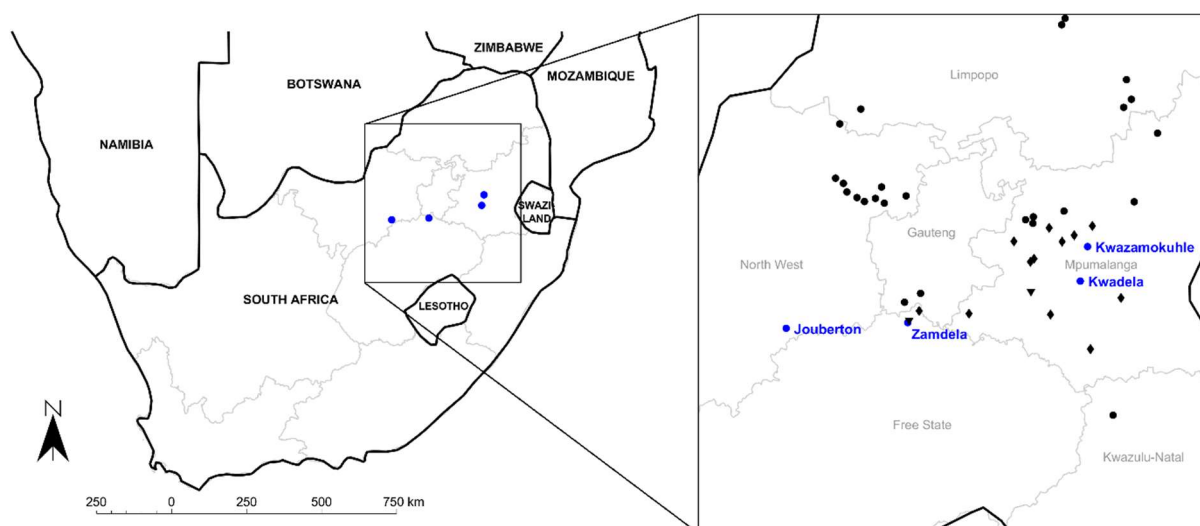 ZIMBABWE
MOZAMBIQUE
BOTSWANA
NAMIBIA
SWAZI
LAND
SOUTH AFRICA
LESOTHO
N
250 0 250 500 750 km
Limpopo
Gauteng
Kwazamokuhle
North West
Mpumalanga
Kwadela
Jouberton
Zamdela
Free State
Kwazulu-Natal